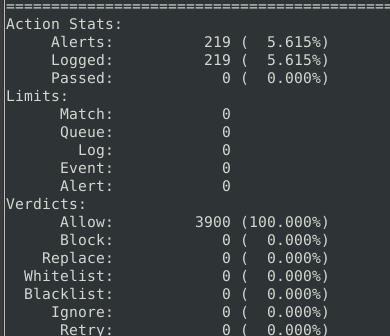 ===========================================
Action Stats:
     Alerts:          219 (  5.615%)
     Logged:          219 (  5.615%)
     Passed:            0 (  0.000%)
Limits:
      Match:            0
      Queue:            0
        Log:            0
      Event:            0
      Alert:            0
Verdicts:
      Allow:         3900 (100.000%)
      Block:            0 (  0.000%)
    Replace:            0 (  0.000%)
  Whitelist:            0 (  0.000%)
  Blacklist:            0 (  0.000%)
     Ignore:            0 (  0.000%)
      Retry:            0 (  0.000%)